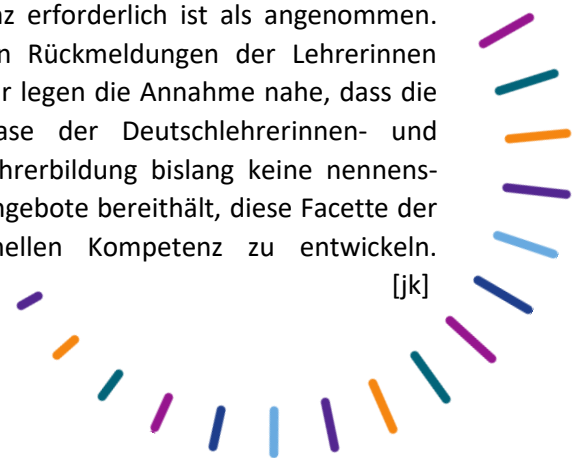 nz erforderlich ist als angenommen.
n Rückmeldungen der Lehrerinnen
r legen die Annahme nahe, dass die
ase der Deutschlehrerinnen- und
hrerbildung bislang keine nennens-
ngebote bereithält, diese Facette der
nellen Kompetenz zu entwickeln.
[jk]